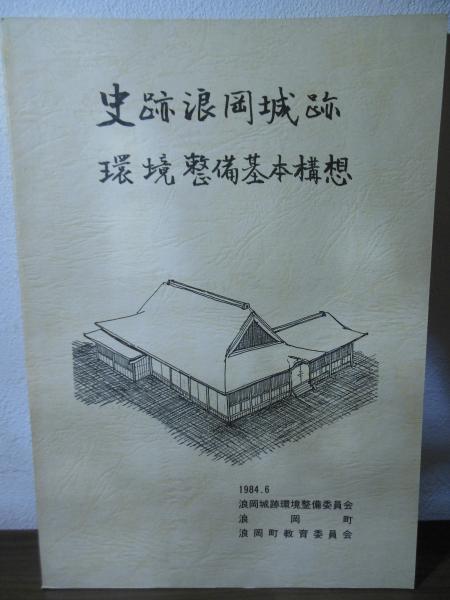 史跡浪岡城跡
環境整備基本構想
1984.6
浪岡城跡環境整備委員会
浪岡町
浪岡町教育委員会